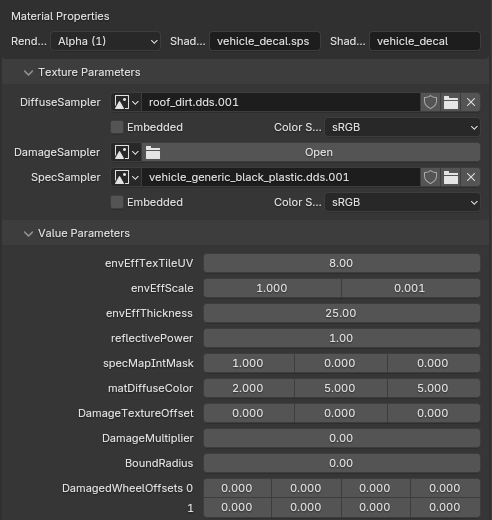 Material Properties
Rend... Alpha (1) Shad... vehicle_decal.sps Shad... vehicle_decal
Texture Parameters
DiffuseSampler roof_dirt.dds.001
Embedded Color S... sRGB
DamageSampler Open
SpecSampler vehicle_generic_black_plastic.dds.001
Embedded Color S... sRGB
Value Parameters
envEffTexTileUV 8.00
envEffScale 1.000 0.001
envEffThickness 25.00
reflectivePower 1.00
specMapIntMask 1.000 0.000 0.000
matDiffuseColor 2.000 5.000 5.000
DamageTextureOffset 0.000 0.000 0.000
DamageMultiplier 0.00
BoundRadius 0.00
DamagedWheelOffsets 0 0.000 0.000 0.000 0.000
1 0.000 0.000 0.000 0.000